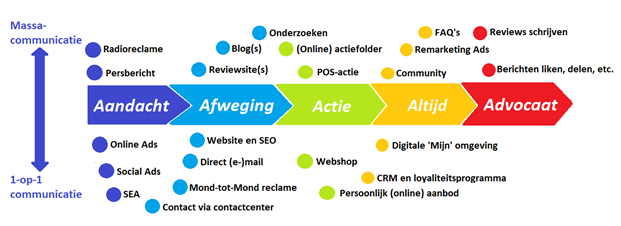 Massa-
communicatie
Onderzoeken
FAQ's
Reviews schrijven
Radioreclame
Blog(s)
(Online) actiefolder
Remarketing Ads
Persbericht
Reviewsite(s)
POS-actie
Community
Berichten liken, delen, etc.
Aandacht
Afweging
Actie
Altijd
Advocaat
Online Ads
Website en SEO
Digitale 'Mijn' omgeving
Social Ads
Direct (e-)mail
Webshop
1-op-1
communicatie
SEA
Mond-tot-Mond reclame
CRM en loyaliteitsprogramma
Persoonlijk (online) aanbod
Contact via contactcenter